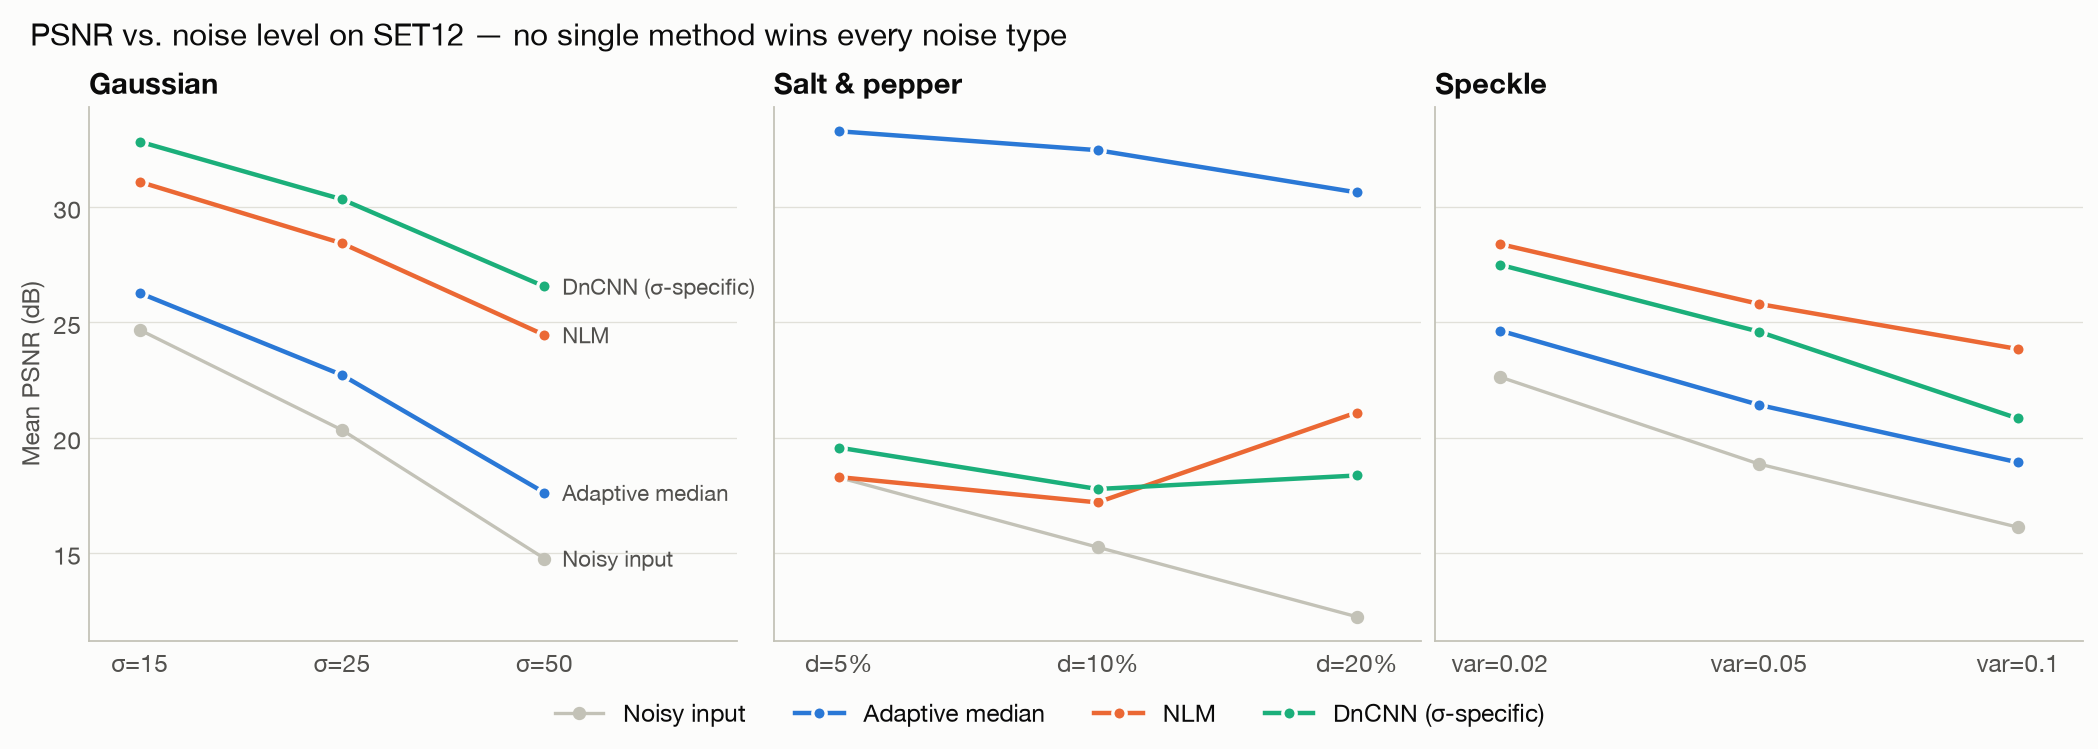 PSNR vs. noise level on SET12 — no single method wins every noise type
Gaussian
Salt & pepper
Speckle
Mean PSNR (dB)
30
25
20
15
DnCNN (σ-specific)
NLM
Adaptive median
Noisy input
σ=15 σ=25 σ=50
d=5% d=10% d=20%
var=0.02 var=0.05 var=0.1
Noisy input Adaptive median NLM DnCNN (σ-specific)